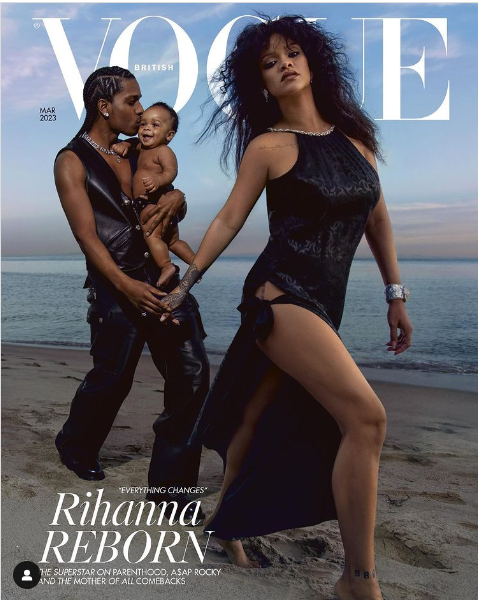 VOGUE
BRITISH
MAR
2023
"EVERYTHING CHANGES"
Rihanna
REBORN
THE SUPERSTAR ON PARENTHOOD, A$AP ROCKY
AND THE MOTHER OF ALL COMEBACKS